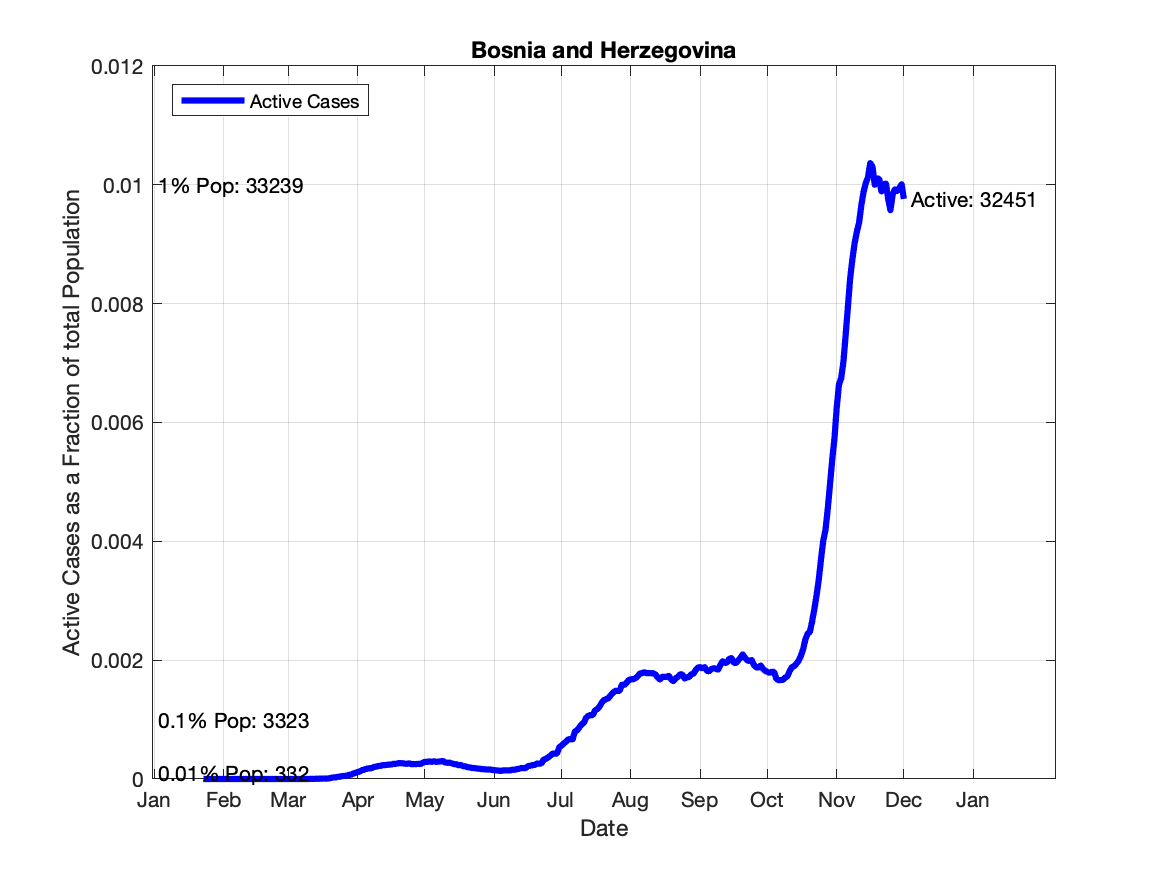 Bosnia and Herzegovina
0.012
Active Cases
0.01
1% Pop: 33239
Active: 32451
0.008
0.006
0.004
0.002
0.1% Pop: 3323
0.01% Pop: 332
0
Jan Feb Mar Apr May Jun Jul Aug Sep Oct Nov Dec Jan
Date
Active Cases as a Fraction of total Population